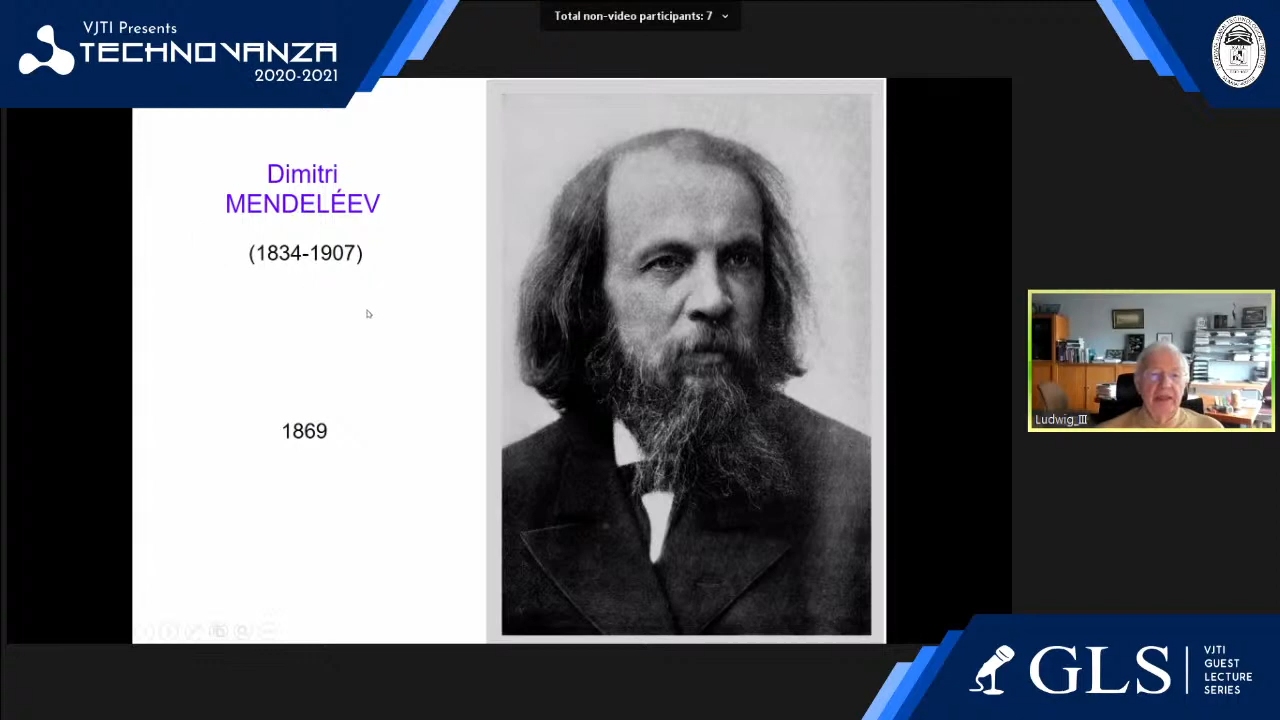 VJTI Presents
TECHNOVANZA
2020-2021
Total non-video participants: 7
Dimitri
MENDELÉEV
(1834-1907)
1869
Ludwig_III
GLS
VJTI
GUEST
LECTURE
SERIES